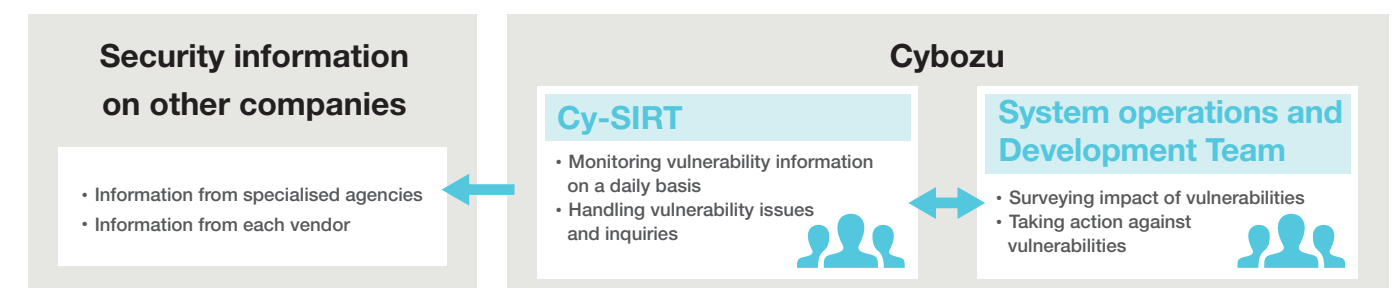 Security information
on other companies
• Information from specialised agencies
• Information from each vendor
Cybozu
Cy-SIRT
• Monitoring vulnerability information
on a daily basis
• Handling vulnerability issues
and inquiries
System operations and
Development Team
• Surveying impact of vulnerabilities
• Taking action against
vulnerabilities